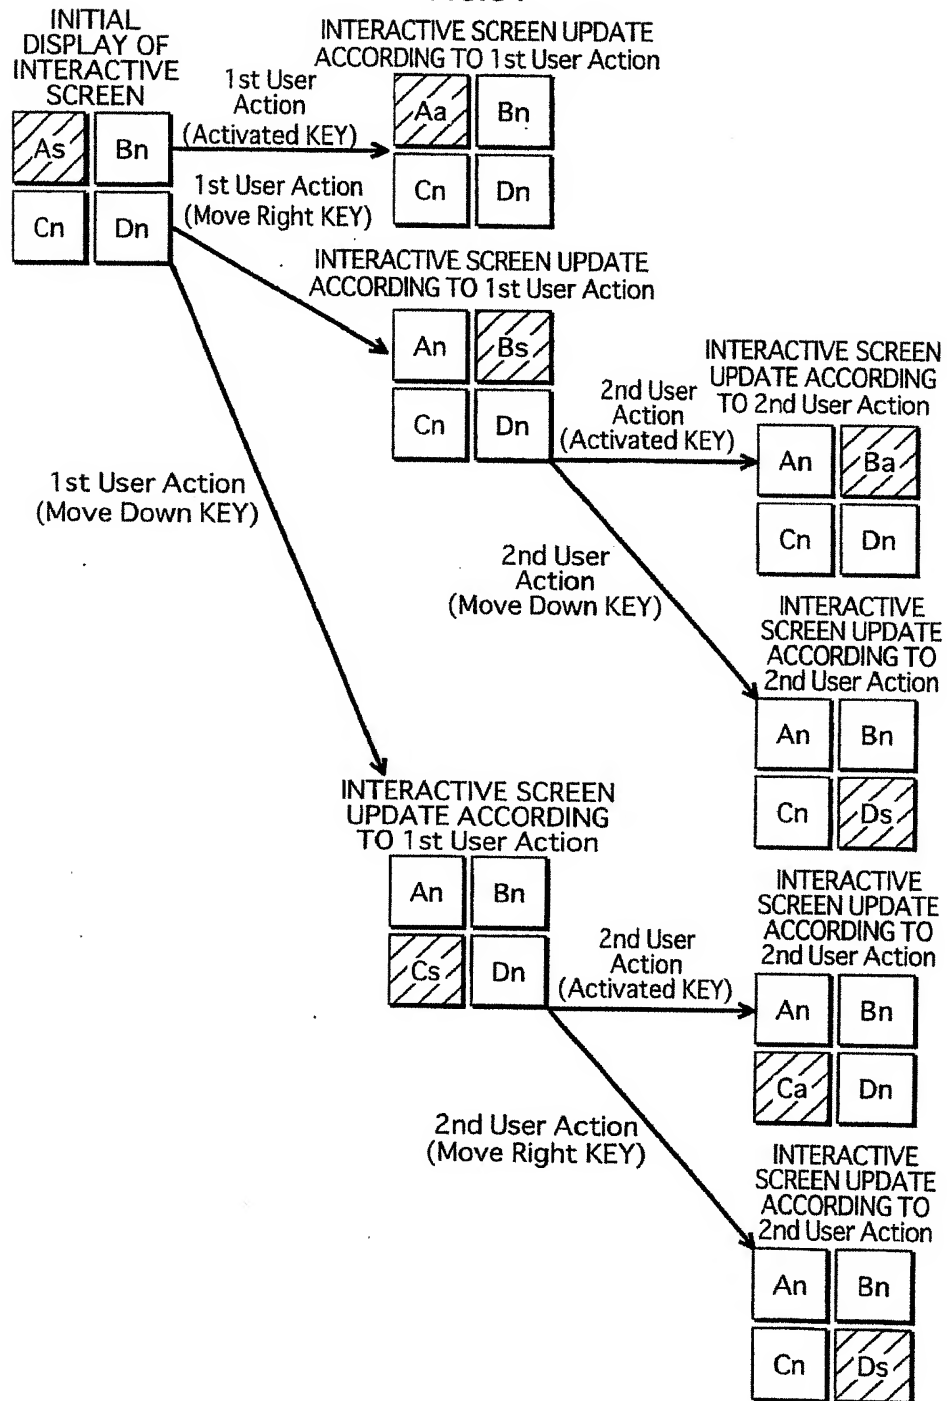 INITIAL
DISPLAY OF
INTERACTIVE
SCREEN
As Bn
Cn Dn
1st User
Action
(Activated KEY)
INTERACTIVE SCREEN UPDATE
ACCORDING TO 1st User Action
Aa Bn
Cn Dn
1st User Action
(Move Right KEY)
INTERACTIVE SCREEN UPDATE
ACCORDING TO 1st User Action
An Bs
Cn Dn
2nd User
Action
(Activated KEY)
INTERACTIVE SCREEN
UPDATE ACCORDING
TO 2nd User Action
An Ba
Cn Dn
2nd User
Action
(Move Down KEY)
INTERACTIVE
SCREEN UPDATE
ACCORDING TO
2nd User Action
An Bn
Cn Ds
1st User Action
(Move Down KEY)
INTERACTIVE SCREEN
UPDATE ACCORDING
TO 1st User Action
An Bn
Cs Dn
2nd User
Action
(Activated KEY)
INTERACTIVE
SCREEN UPDATE
ACCORDING TO
2nd User Action
An Bn
Ca Dn
2nd User Action
(Move Right KEY)
INTERACTIVE
SCREEN UPDATE
ACCORDING TO
2nd User Action
An Bn
Cn Ds